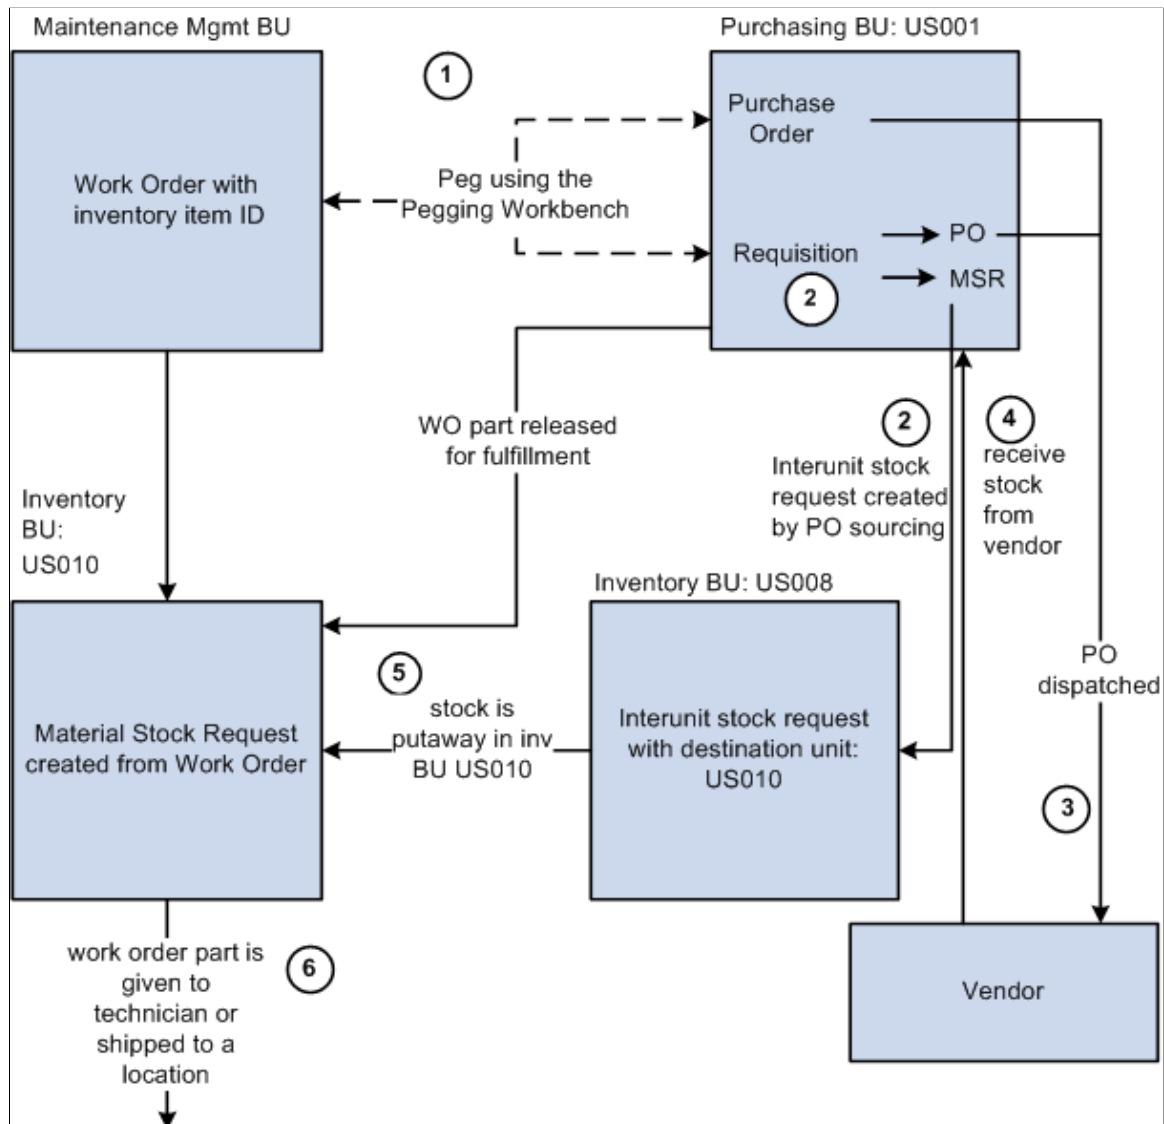 Maintenance Mgmt BU
Purchasing BU: US001
1
Purchase
Order
Work Order with
inventory item ID
Peg using the
Pegging Workbench
Requisition
PO
MSR
2
WO part released
for fulfillment
2
Interunit stock
request created
by PO sourcing
4
receive
stock
from
vendor
Inventory
BU:
US010
Inventory BU: US008
5
stock is
putaway in inv
BU US010
Material Stock Request
created from Work Order
Interunit stock request
with destination unit:
US010
PO
dispatched
3
work order part is
given to
technician or
shipped to a
location
6
Vendor